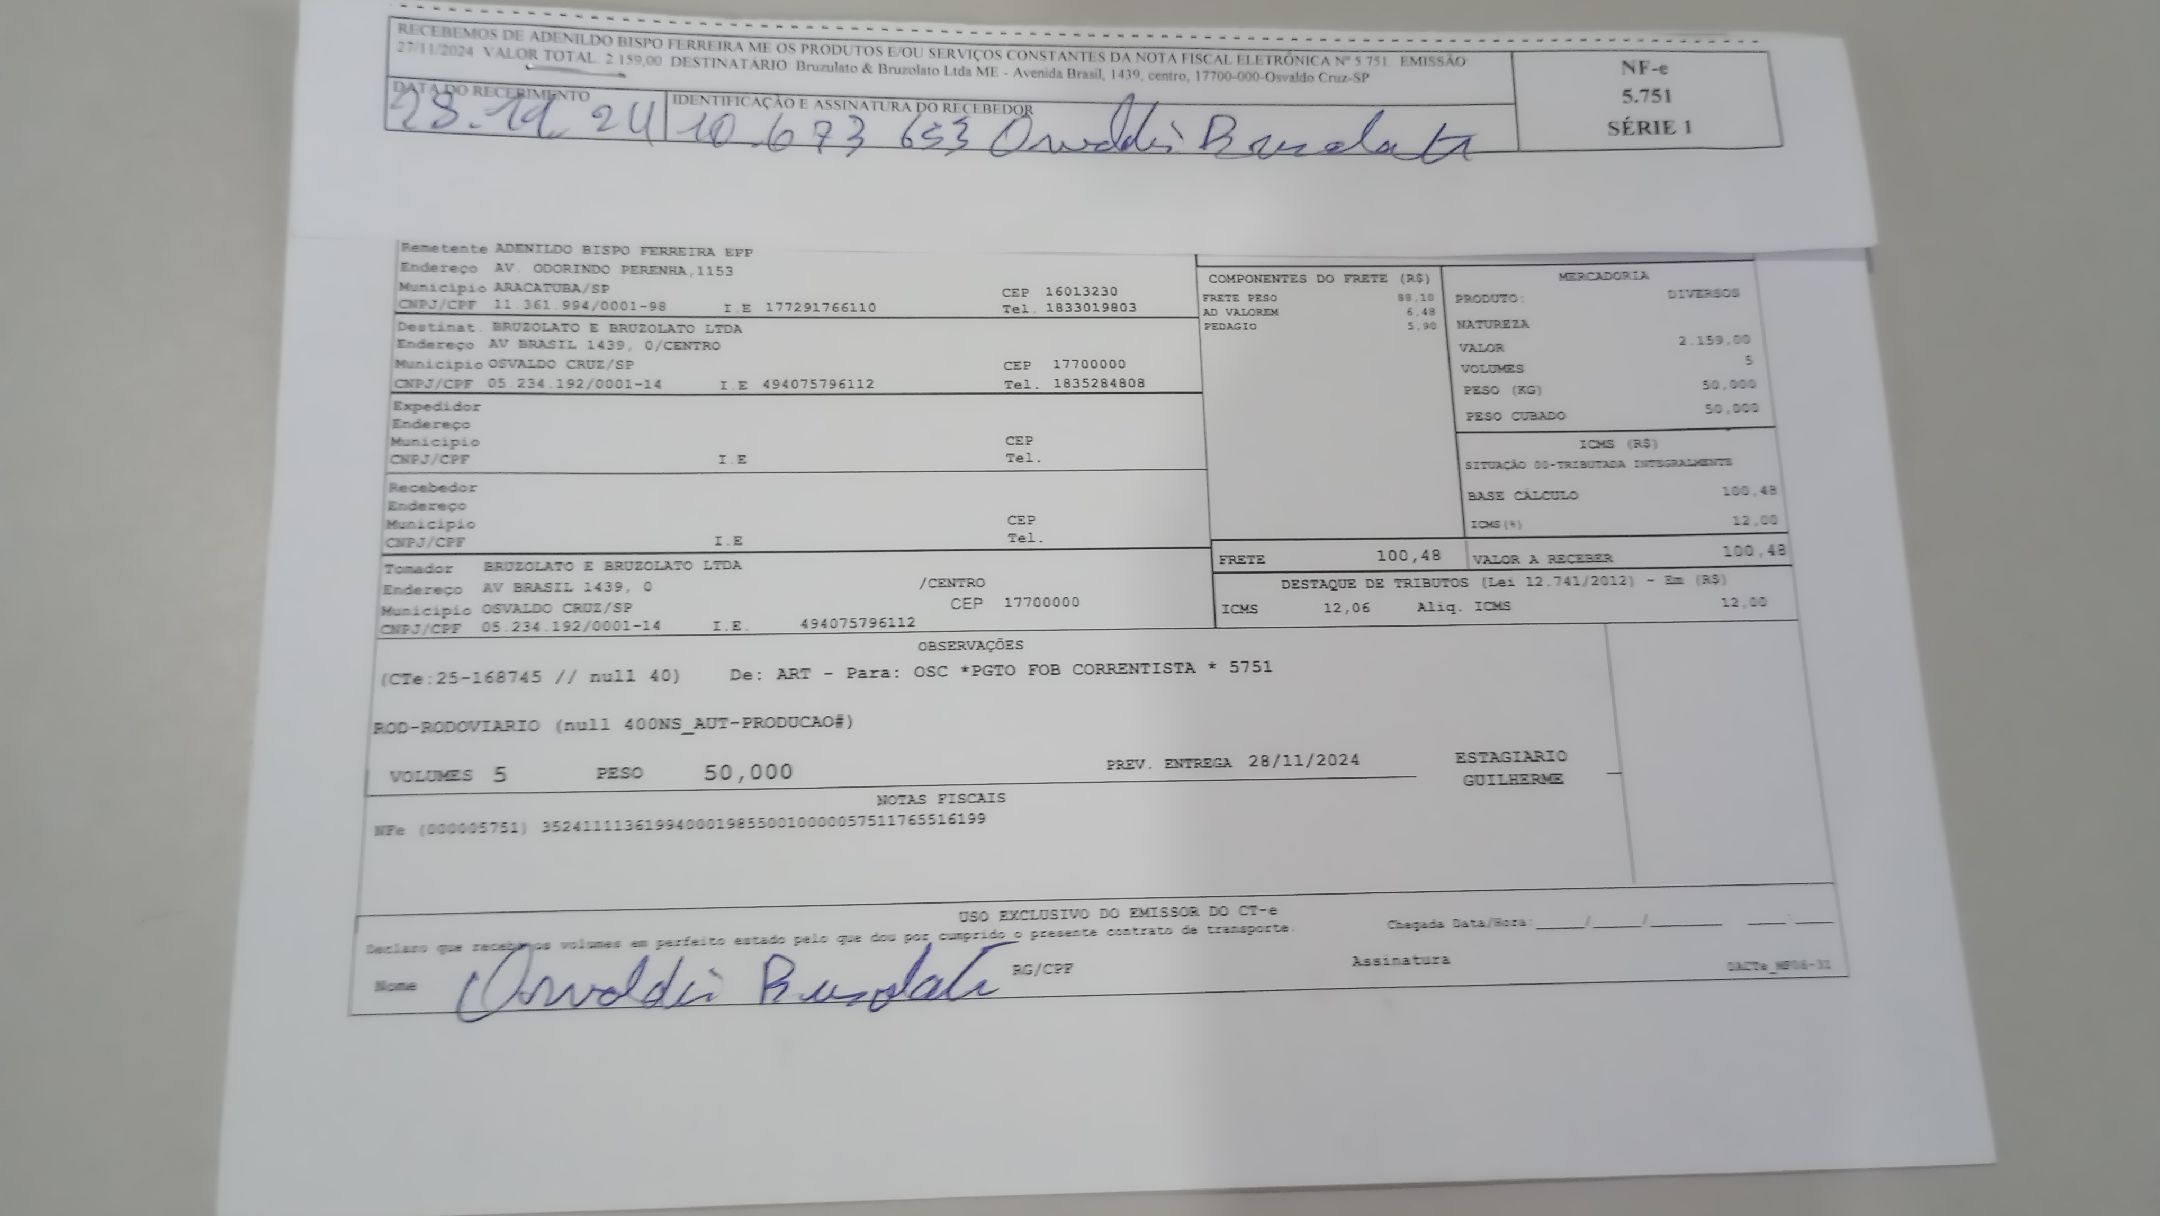 RECEBEMOS DE ADENILDO BISPO FERREIRA ME OS PRODUTOS E/OU SERVIÇOS CONSTANTES DA NOTA FISCAL ELETRÔNICA Nº 5 751 EMISSÃO
27/11/2024 VALOR TOTAL 2 159,00 DESTINATÁRIO Bruzulato & Bruzolato Ltda ME - Avenida Brasil, 1439, centro, 17700-000-Osvaldo Cruz-SP
NF-e
5.751
SÉRIE 1
DATA DO RECEBIMENTO
28.11.24
IDENTIFICAÇÃO E ASSINATURA DO RECEBEDOR
10.673 653 Osvaldir Bruzolato
Remetente ADENILDO BISPO FERREIRA EPP
Endereço AV. ODORINDO PERENHA,1153
Municipio ARACATUBA/SP CEP 16013230
CNPJ/CPF 11.361.994/0001-98 I.E 177291766110 Tel. 1833019803
Destinat. BRUZOLATO E BRUZOLATO LTDA
Endereço AV BRASIL 1439, 0/CENTRO
Municipio OSVALDO CRUZ/SP CEP 17700000
CNPJ/CPF 05.234.192/0001-14 I.E 494075796112 Tel. 1835284808
Expedidor
Endereço
Municipio CEP
CNPJ/CPF I.E Tel.
Recebedor
Endereço
Municipio CEP
CNPJ/CPF I.E Tel.
Tomador BRUZOLATO E BRUZOLATO LTDA
Endereço AV BRASIL 1439, 0 /CENTRO
Municipio OSVALDO CRUZ/SP CEP 17700000
CNPJ/CPF 05.234.192/0001-14 I.E. 494075796112
COMPONENTES DO FRETE (R$)
FRETE PESO 88,10
AD VALOREM 6,48
PEDAGIO 5,90
MERCADORIA
PRODUTO: DIVERSOS
NATUREZA
VALOR 2.159,00
VOLUMES 5
PESO (KG) 50,000
PESO CUBADO 50,000
ICMS (R$)
SITUAÇÃO 00-TRIBUTADA INTEGRALMENTE
BASE CÁLCULO 100,48
ICMS(%) 12,00
FRETE 100,48 VALOR A RECEBER 100,48
DESTAQUE DE TRIBUTOS (Lei 12.741/2012) - Em (R$)
ICMS 12,06 Aliq. ICMS 12,00
OBSERVAÇÕES
(CTe:25-168745 // null 40) De: ART - Para: OSC *PGTO FOB CORRENTISTA * 5751
ROD-RODOVIARIO (null 400NS_AUT-PRODUCAO#)
VOLUMES 5 PESO 50,000 PREV. ENTREGA 28/11/2024 ESTAGIARIO
GUILHERME
NOTAS FISCAIS
NFe (000005751) 35241111361994000198550010000057511765516199
USO EXCLUSIVO DO EMISSOR DO CT-e
Declaro que recebemos volumes em perfeito estado pelo que dou por cumprido o presente contrato de transporte. Chegada Data/Hora: ____/____/______ ___:___
Nome Osvaldir Bruzolato RG/CPF Assinatura